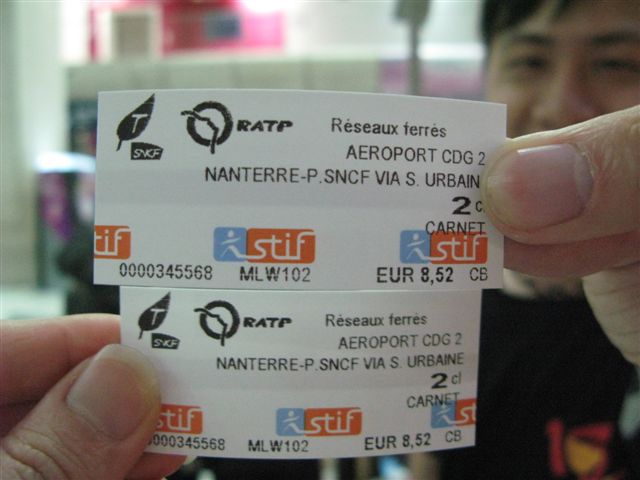 T SNCF RATP Réseaux ferrés
AEROPORT CDG 2
NANTERRE-P.SNCF VIA S. URBAINE
2 c
CARNET
stif stif stif
0000345568 MLW102 EUR 8,52 CB
T SNCF RATP Réseaux ferrés
AEROPORT CDG 2
NANTERRE-P.SNCF VIA S. URBAINE
2 cl
CARNET
stif stif stif
0000345568 MLW102 EUR 8,52 CB